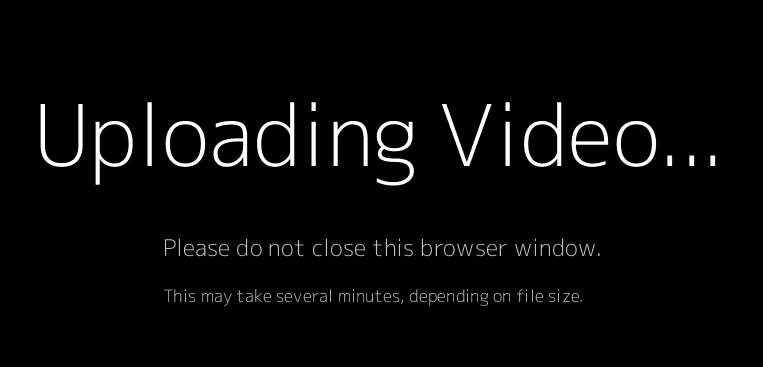 Uploading Video...
Please do not close this browser window.
This may take several minutes, depending on file size.